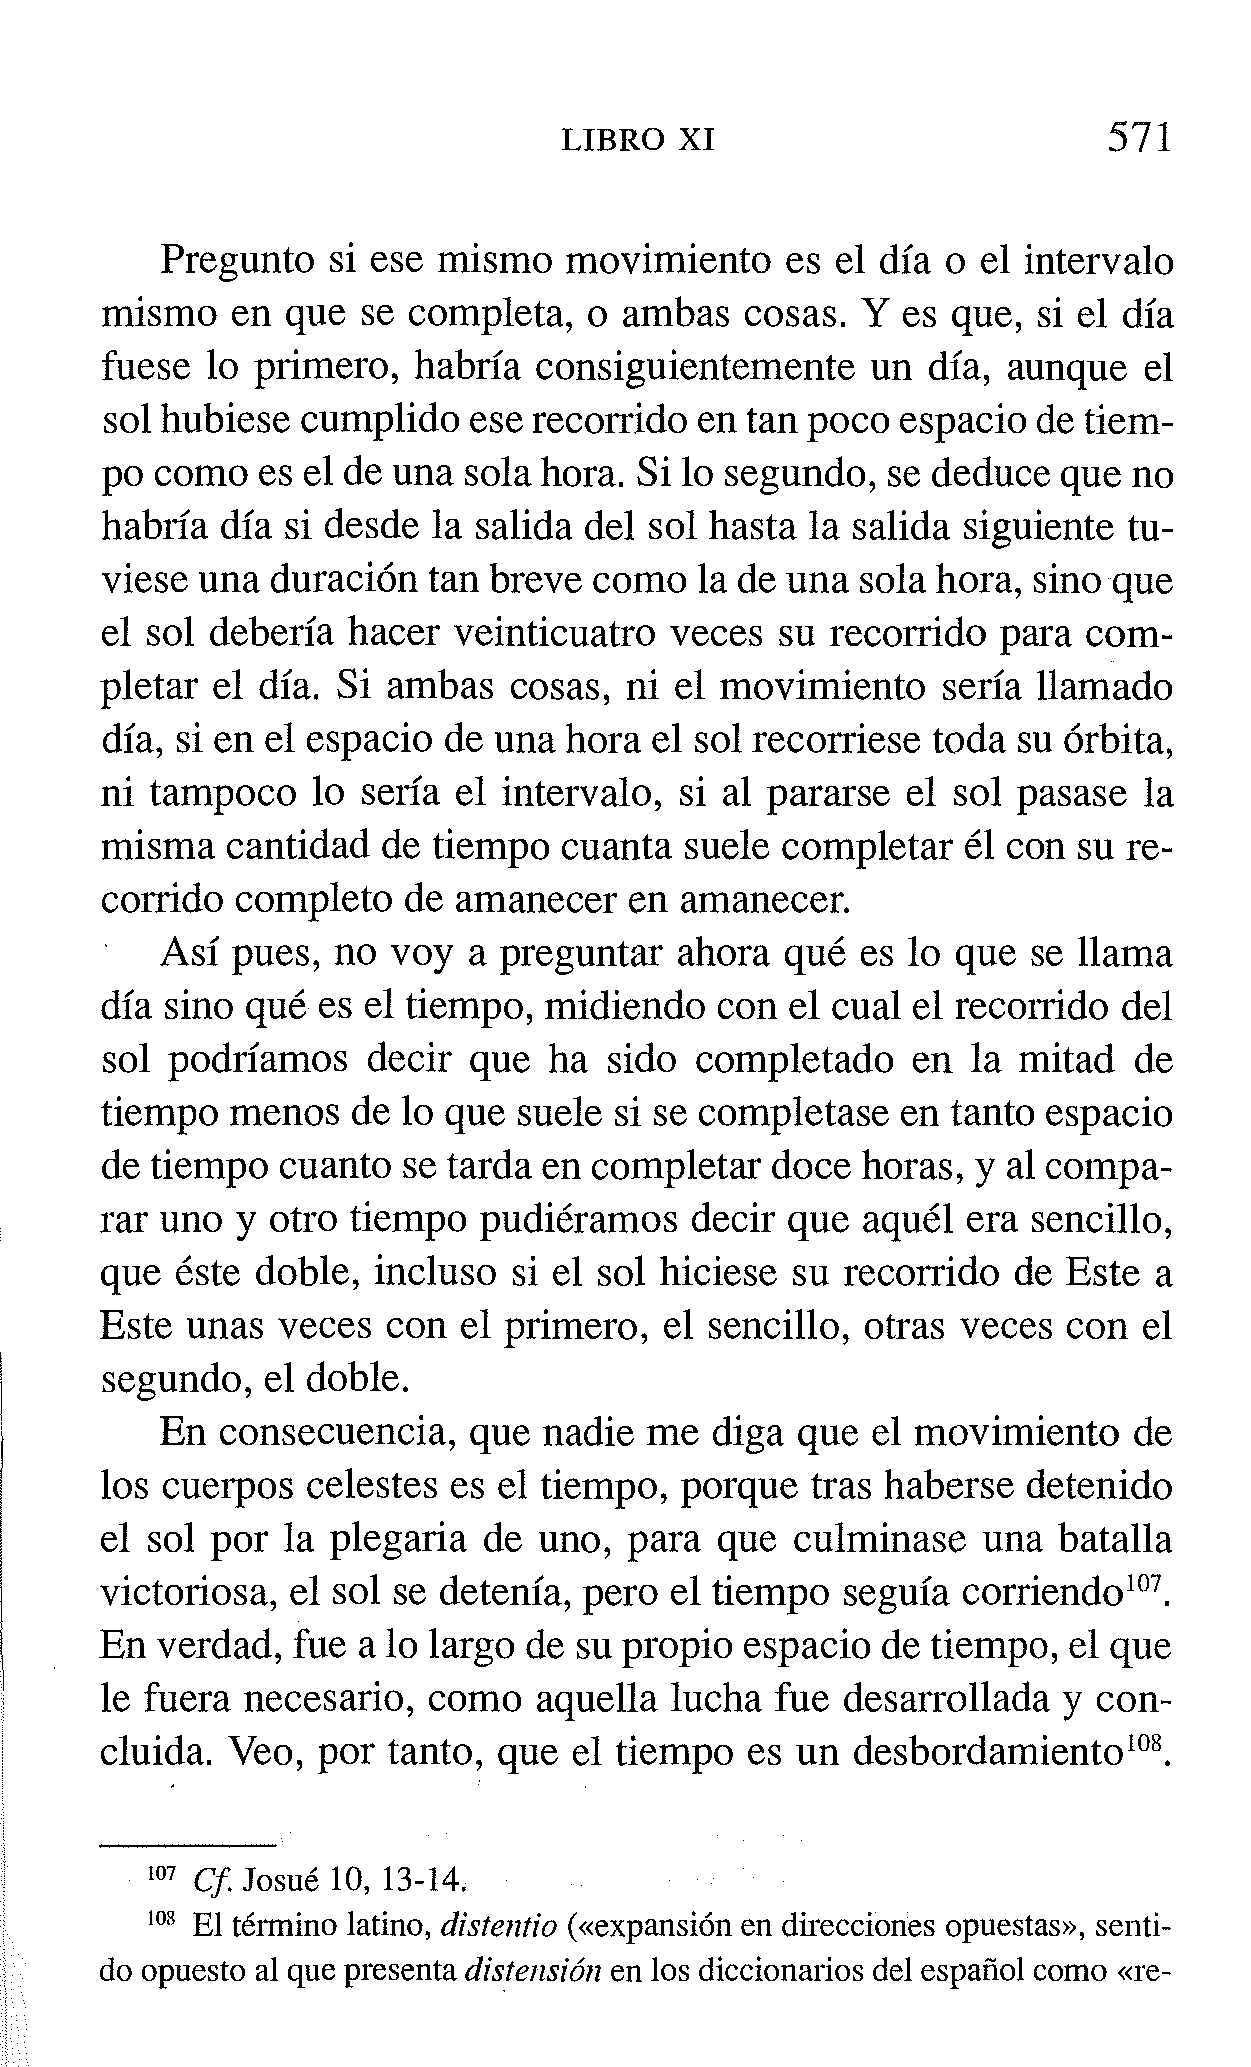 LIBRO XI 571
Pregunto si ese mismo movimiento es el día o el intervalo
mismo en que se completa, o ambas cosas. Y es que, si el día
fuese lo primero, habría consiguientemente un día, aunque el
sol hubiese cumplido ese recorrido en tan poco espacio de tiem-
po como es el de una sola hora. Si lo segundo, se deduce que no
habría día si desde la salida del sol hasta la salida siguiente tu-
viese una duración tan breve como la de una sola hora, sino que
el sol debería hacer veinticuatro veces su recorrido para com-
pletar el día. Si ambas cosas, ni el movimiento sería llamado
día, si en el espacio de una hora el sol recorriese toda su órbita,
ni tampoco lo sería el intervalo, si al pararse el sol pasase la
misma cantidad de tiempo cuanta suele completar él con su re-
corrido completo de amanecer en amanecer.
Así pues, no voy a preguntar ahora qué es lo que se llama
día sino qué es el tiempo, midiendo con el cual el recorrido del
sol podríamos decir que ha sido completado en la mitad de
tiempo menos de lo que suele si se completase en tanto espacio
de tiempo cuanto se tarda en completar doce horas, y al compa-
rar uno y otro tiempo pudiéramos decir que aquél era sencillo,
que éste doble, incluso si el sol hiciese su recorrido de Este a
Este unas veces con el primero, el sencillo, otras veces con el
segundo, el doble.
En consecuencia, que nadie me diga que el movimiento de
los cuerpos celestes es el tiempo, porque tras haberse detenido
el sol por la plegaria de uno, para que culminase una batalla
victoriosa, el sol se detenía, pero el tiempo seguía corriendo¹⁰⁷.
En verdad, fue a lo largo de su propio espacio de tiempo, el que
le fuera necesario, como aquella lucha fue desarrollada y con-
cluida. Veo, por tanto, que el tiempo es un desbordamiento¹⁰⁸.
¹⁰⁷ Cf. Josué 10, 13-14.
¹⁰⁸ El término latino, distentio («expansión en direcciones opuestas», senti-
do opuesto al que presenta distensión en los diccionarios del español como «re-